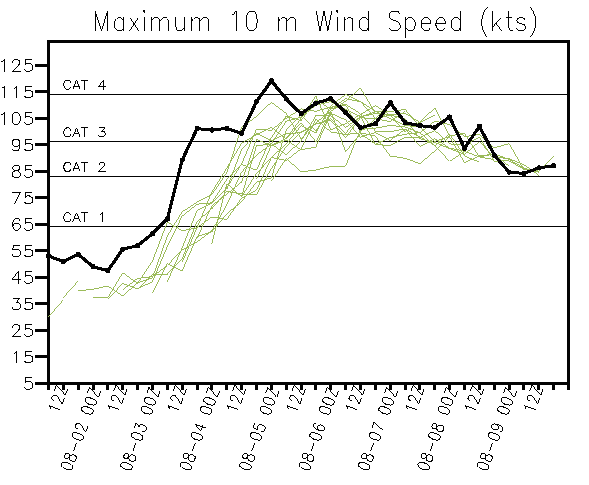 Maximum 10 m Wind Speed (kts)
125
115
105
95
85
75
65
55
45
35
25
15
5
CAT 4
CAT 3
CAT 2
CAT 1
12Z
08-02 00Z
12Z
08-03 00Z
12Z
08-04 00Z
12Z
08-05 00Z
12Z
08-06 00Z
12Z
08-07 00Z
12Z
08-08 00Z
12Z
08-09 00Z
12Z